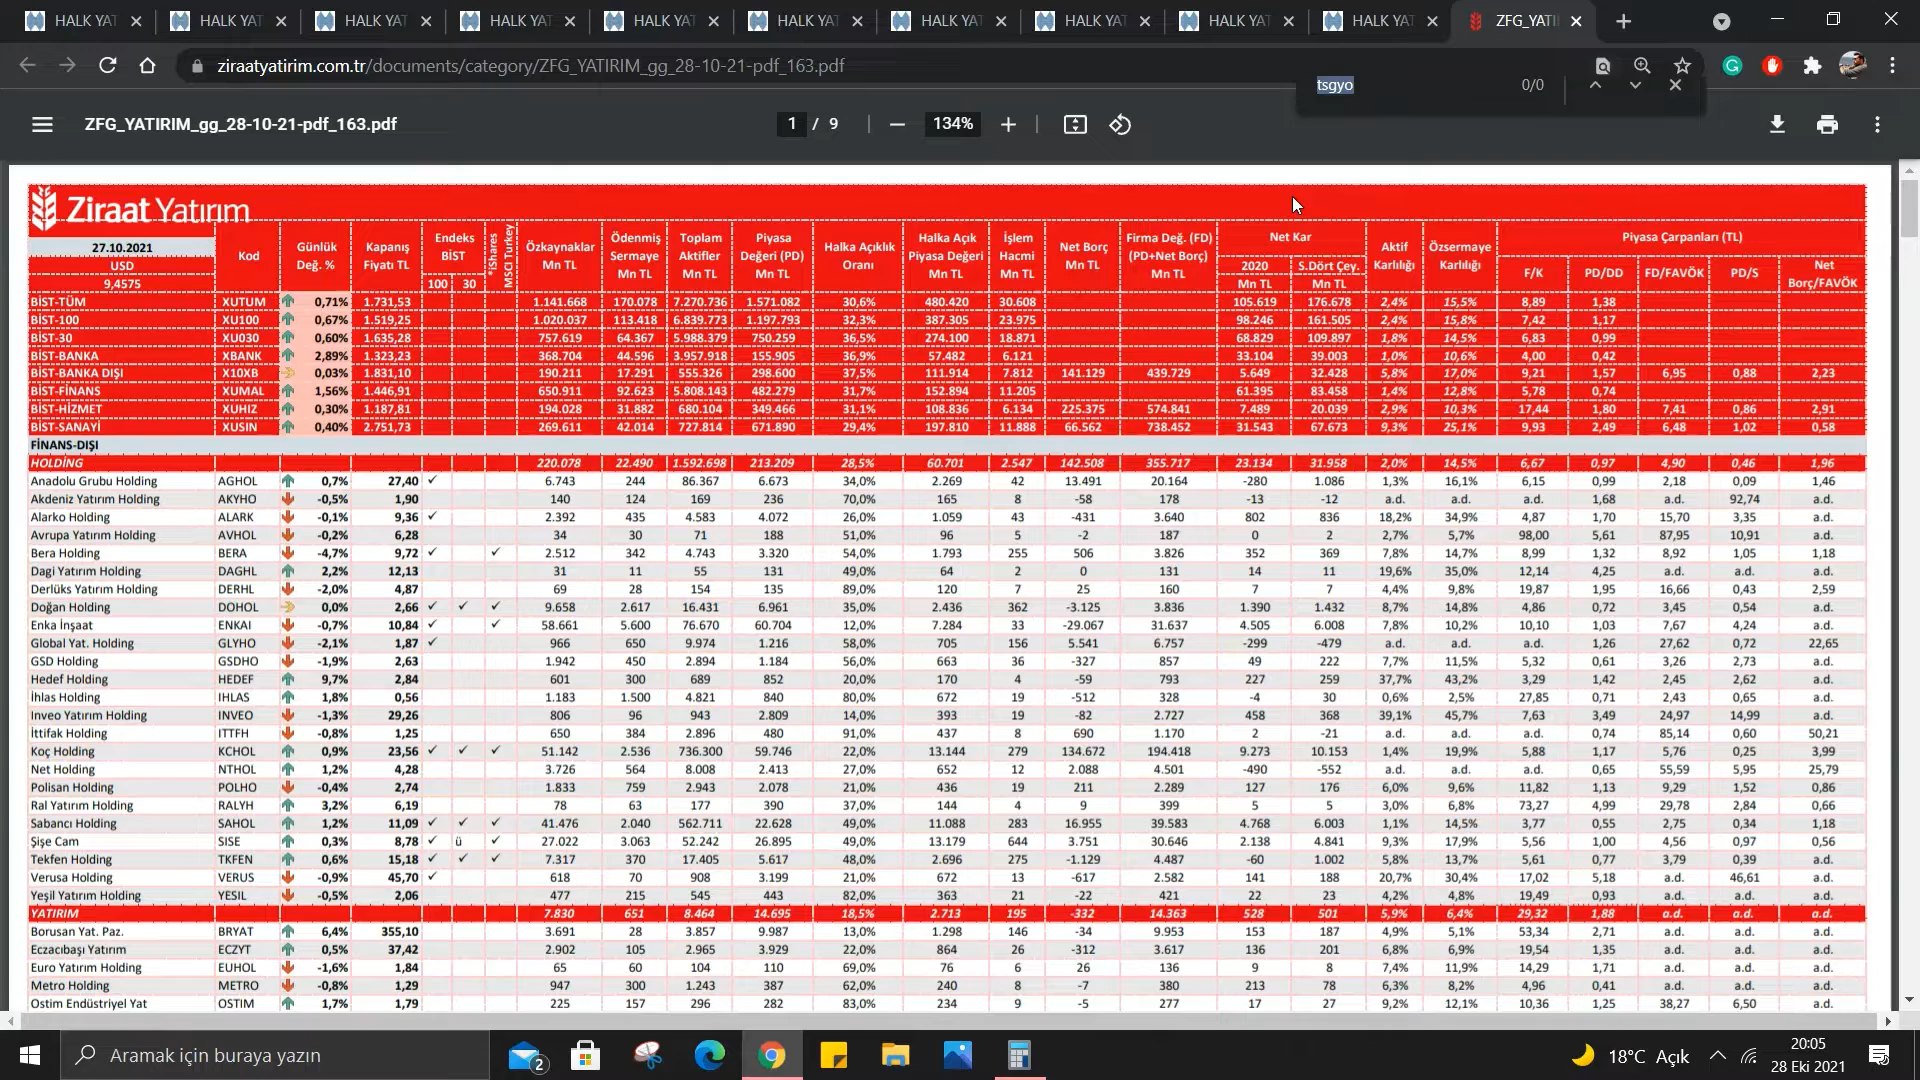 HALK YAT HALK YAT HALK YAT HALK YAT HALK YAT HALK YAT HALK YAT HALK YAT HALK YAT HALK YAT ZFG_YATI
ziraatyatirim.com.tr/documents/category/ZFG_YATIRIM_gg_28-10-21-pdf_163.pdf
tsgyo 0/0
ZFG_YATIRIM_gg_28-10-21-pdf_163.pdf 1 / 9 134%
Ziraat Yatırım
27.10.2021
USD
9,4575
Kod Günlük Değ. % Kapanış Fiyatı TL Endeks BİST 100 30 *iShares MSCI Turkey Özkaynaklar Mn TL Ödenmiş Sermaye Mn TL Toplam Aktifler Mn TL Piyasa Değeri (PD) Mn TL Halka Açıklık Oranı Halka Açık Piyasa Değeri Mn TL İşlem Hacmi Mn TL Net Borç Mn TL Firma Değ. (FD) (PD+Net Borç) Mn TL Net Kar 2020 Mn TL S.Dört Çey. Mn TL Aktif Karlılığı Özsermaye Karlılığı Piyasa Çarpanları (TL) F/K PD/DD FD/FAVÖK PD/S Net Borç/FAVÖK
BİST-TÜM XUTUM 0,71% 1.731,53 1.141.668 170.078 7.270.736 1.571.082 30,6% 480.420 30.608 105.619 176.678 2,4% 15,5% 8,89 1,38
BİST-100 XU100 0,67% 1.519,25 1.020.037 113.418 6.839.773 1.197.793 32,3% 387.305 23.975 98.246 161.505 2,4% 15,8% 7,42 1,17
BİST-30 XU030 0,60% 1.635,28 757.619 64.367 5.988.379 750.259 36,5% 274.100 18.871 68.829 109.897 1,8% 14,5% 6,83 0,99
BİST-BANKA XBANK 2,89% 1.323,23 368.704 44.596 3.957.918 155.905 36,9% 57.482 6.121 33.104 39.003 1,0% 10,6% 4,00 0,42
BİST-BANKA DIŞI X10XB 0,03% 1.831,10 190.211 17.291 555.326 298.600 37,5% 111.914 7.812 141.129 439.729 5.649 32.428 5,8% 17,0% 9,21 1,57 6,95 0,88 2,23
BİST-FİNANS XUMAL 1,56% 1.446,91 650.911 92.623 5.808.143 482.279 31,7% 152.894 11.205 61.395 83.458 1,4% 12,8% 5,78 0,74
BİST-HİZMET XUHIZ 0,30% 1.187,81 194.028 31.882 680.104 349.466 31,1% 108.836 6.134 225.375 574.841 7.489 20.039 2,9% 10,3% 17,44 1,80 7,41 0,86 2,91
BİST-SANAYİ XUSIN 0,40% 2.751,73 269.611 42.014 727.814 671.890 29,4% 197.810 11.888 66.562 738.452 31.543 67.673 9,3% 25,1% 9,93 2,49 6,48 1,02 0,58
FİNANS-DIŞI
HOLDİNG 220.078 22.490 1.592.698 213.209 28,5% 60.701 2.547 142.508 355.717 23.134 31.958 2,0% 14,5% 6,67 0,97 4,90 0,46 1,96
Anadolu Grubu Holding AGHOL 0,7% 27,40 ✓ 6.743 244 86.367 6.673 34,0% 2.269 42 13.491 20.164 -280 1.086 1,3% 16,1% 6,15 0,99 2,18 0,09 1,46
Akdeniz Yatırım Holding AKYHO -0,5% 1,90 140 124 169 236 70,0% 165 8 -58 178 -13 -12 a.d. a.d. a.d. 1,68 a.d. 92,74 a.d.
Alarko Holding ALARK -0,1% 9,36 ✓ 2.392 435 4.583 4.072 26,0% 1.059 43 -431 3.640 802 836 18,2% 34,9% 4,87 1,70 15,70 3,35 a.d.
Avrupa Yatırım Holding AVHOL -0,2% 6,28 34 30 71 188 51,0% 96 5 -2 187 0 2 2,7% 5,7% 98,00 5,61 87,95 10,91 a.d.
Bera Holding BERA -4,7% 9,72 ✓ ✓ 2.512 342 4.743 3.320 54,0% 1.793 255 506 3.826 352 369 7,8% 14,7% 8,99 1,32 8,92 1,05 1,18
Dagi Yatırım Holding DAGHL 2,2% 12,13 31 11 55 131 49,0% 64 2 0 131 14 11 19,6% 35,0% 12,14 4,25 a.d. a.d. a.d.
Derlüks Yatırım Holding DERHL -2,0% 4,87 69 28 154 135 89,0% 120 7 25 160 7 7 4,4% 9,8% 19,87 1,95 16,66 0,43 2,59
Doğan Holding DOHOL 0,0% 2,66 ✓ ✓ ✓ 9.658 2.617 16.431 6.961 35,0% 2.436 362 -3.125 3.836 1.390 1.432 8,7% 14,8% 4,86 0,72 3,45 0,54 a.d.
Enka İnşaat ENKAI -0,7% 10,84 ✓ ✓ 58.661 5.600 76.670 60.704 12,0% 7.284 33 -29.067 31.637 4.505 6.008 7,8% 10,2% 10,10 1,03 7,67 4,24 a.d.
Global Yat. Holding GLYHO -2,1% 1,87 ✓ 966 650 9.974 1.216 58,0% 705 156 5.541 6.757 -299 -479 a.d. a.d. a.d. 1,26 27,62 0,72 22,65
GSD Holding GSDHO -1,9% 2,63 1.942 450 2.894 1.184 56,0% 663 36 -327 857 49 222 7,7% 11,5% 5,32 0,61 3,26 2,73 a.d.
Hedef Holding HEDEF 9,7% 2,84 601 300 689 852 20,0% 170 4 -59 793 227 259 37,7% 43,2% 3,29 1,42 2,45 2,62 a.d.
İhlas Holding IHLAS 1,8% 0,56 1.183 1.500 4.821 840 80,0% 672 19 -512 328 -4 30 0,6% 2,5% 27,85 0,71 2,43 0,65 a.d.
Inveo Yatırım Holding INVEO -1,3% 29,26 806 96 943 2.809 14,0% 393 19 -82 2.727 458 368 39,1% 45,7% 7,63 3,49 24,97 14,99 a.d.
İttifak Holding ITTFH -0,8% 1,25 650 384 2.896 480 91,0% 437 8 690 1.170 2 -21 a.d. a.d. a.d. 0,74 85,14 0,60 50,21
Koç Holding KCHOL 0,9% 23,56 ✓ ✓ ✓ 51.142 2.536 736.300 59.746 22,0% 13.144 279 134.672 194.418 9.273 10.153 1,4% 19,9% 5,88 1,17 5,76 0,25 3,99
Net Holding NTHOL 1,2% 4,28 3.726 564 8.008 2.413 27,0% 652 12 2.088 4.501 -490 -552 a.d. a.d. a.d. 0,65 55,59 5,95 25,79
Polisan Holding POLHO -0,4% 2,74 1.833 759 2.943 2.078 21,0% 436 19 211 2.289 127 176 6,0% 9,6% 11,82 1,13 9,29 1,52 0,86
Ral Yatırım Holding RALYH 3,2% 6,19 78 63 177 390 37,0% 144 4 9 399 5 5 3,0% 6,8% 73,27 4,99 29,78 2,84 0,66
Sabancı Holding SAHOL 1,2% 11,09 ✓ ✓ ✓ 41.476 2.040 562.711 22.628 49,0% 11.088 283 16.955 39.583 4.768 6.003 1,1% 14,5% 3,77 0,55 2,75 0,34 1,18
Şişe Cam SISE 0,3% 8,78 ✓ ü ✓ 27.022 3.063 52.242 26.895 49,0% 13.179 644 3.751 30.646 2.138 4.841 9,3% 17,9% 5,56 1,00 4,56 0,97 0,56
Tekfen Holding TKFEN 0,6% 15,18 ✓ ✓ ✓ 7.317 370 17.405 5.617 48,0% 2.696 275 -1.129 4.487 -60 1.002 5,8% 13,7% 5,61 0,77 3,79 0,39 a.d.
Verusa Holding VERUS -0,9% 45,70 ✓ 618 70 908 3.199 21,0% 672 13 -617 2.582 141 188 20,7% 30,4% 17,02 5,18 a.d. 46,61 a.d.
Yeşil Yatırım Holding YESIL -0,5% 2,06 477 215 545 443 82,0% 363 21 -22 421 22 23 4,2% 4,8% 19,49 0,93 a.d. a.d. a.d.
YATIRIM 7.830 651 8.464 14.695 18,5% 2.713 195 -332 14.363 528 501 5,9% 6,4% 29,32 1,88 a.d. a.d. a.d.
Borusan Yat. Paz. BRYAT 6,4% 355,10 3.691 28 3.857 9.987 13,0% 1.298 146 -34 9.953 153 187 4,9% 5,1% 53,34 2,71 a.d. a.d. a.d.
Eczacıbaşı Yatırım ECZYT 0,5% 37,42 2.902 105 2.965 3.929 22,0% 864 26 -312 3.617 136 201 6,8% 6,9% 19,54 1,35 a.d. a.d. a.d.
Euro Yatırım Holding EUHOL -1,6% 1,84 65 60 104 110 69,0% 76 6 26 136 9 8 7,4% 11,9% 14,29 1,71 a.d. a.d. a.d.
Metro Holding METRO -0,8% 1,29 947 300 1.243 387 62,0% 240 8 -7 380 213 78 6,3% 8,2% 4,96 0,41 a.d. a.d. a.d.
Ostim Endüstriyel Yat OSTIM 1,7% 1,79 225 157 296 282 83,0% 234 9 -5 277 17 27 9,2% 12,1% 10,36 1,25 38,27 6,50 a.d.
Aramak için buraya yazın 2 18°C Açık 20:05
28 Eki 2021